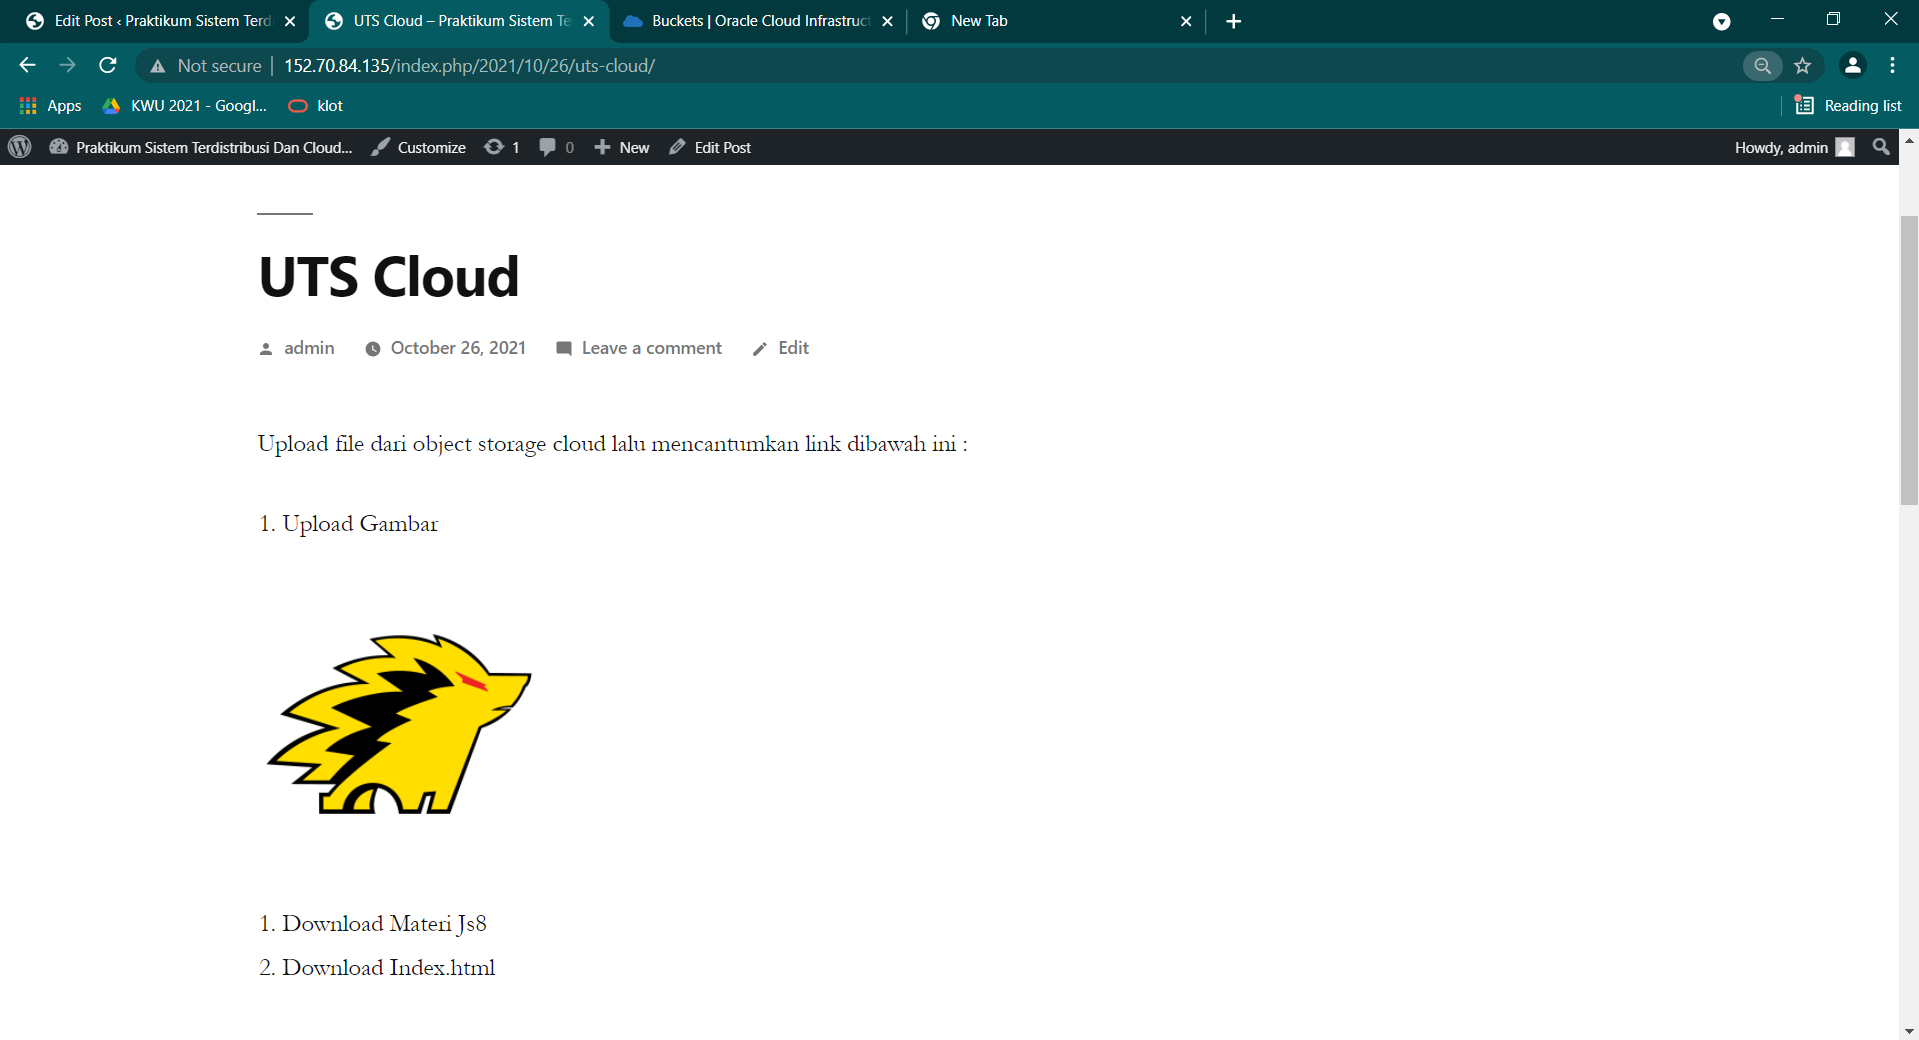 Edit Post ‹ Praktikum Sistem Terdi
UTS Cloud – Praktikum Sistem Te
Buckets | Oracle Cloud Infrastruct
New Tab
Not secure | 152.70.84.135/index.php/2021/10/26/uts-cloud/
Apps
KWU 2021 - Googl...
klot
Reading list
Praktikum Sistem Terdistribusi Dan Cloud...
Customize
1
0
New
Edit Post
Howdy, admin
UTS Cloud
admin
October 26, 2021
Leave a comment
Edit
Upload file dari object storage cloud lalu mencantumkan link dibawah ini :
1. Upload Gambar
1. Download Materi Js8
2. Download Index.html